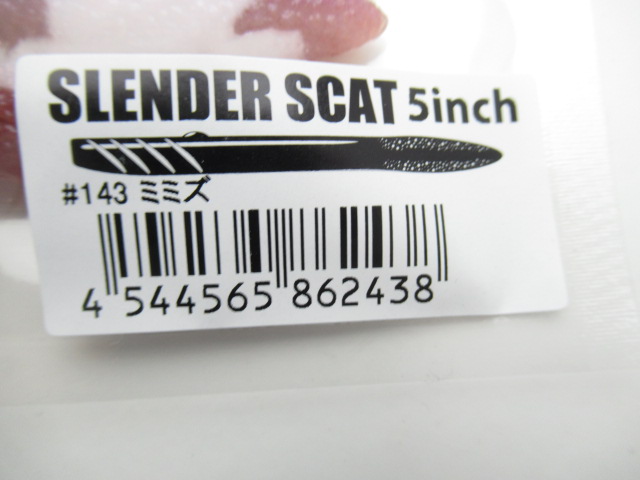 SLENDER SCAT 5inch
#143 ミミズ
4 544565 862438